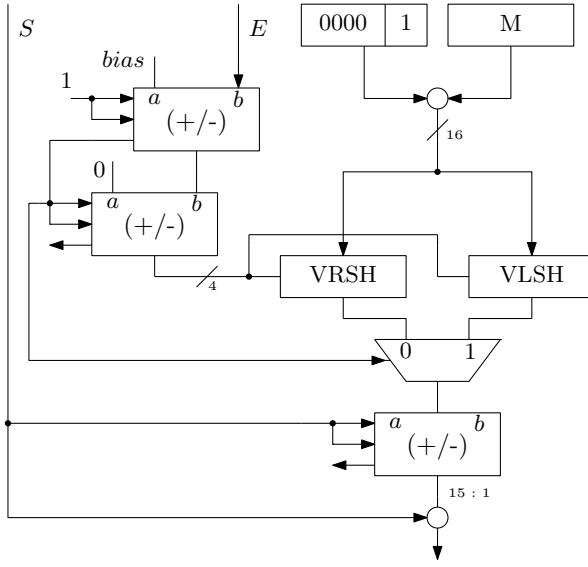 S E 0000 1 M
bias
1 a b
(+/-)
16
0 a b
(+/-)
4 VRSH VLSH
0 1
a b
(+/-)
15 : 1